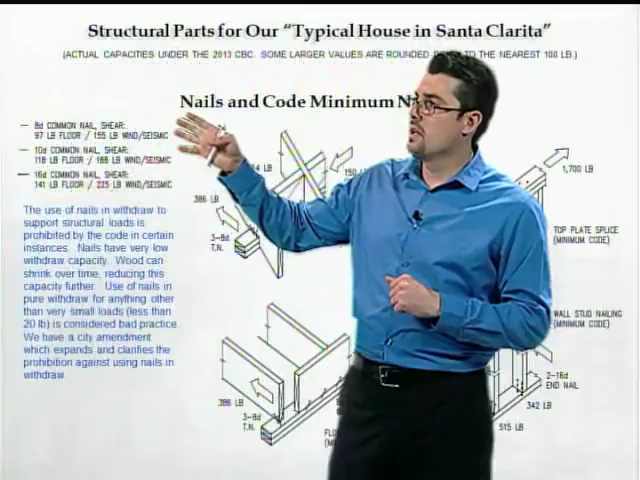 Structural Parts for Our “Typical House in Santa Clarita”
(ACTUAL CAPACITIES UNDER THE 2013 CBC. SOME LARGER VALUES ARE ROUNDED TO THE NEAREST 100 LB.)
Nails and Code Minimum
8d COMMON NAIL, SHEAR:
97 LB FLOOR / 155 LB WIND/SEISMIC
10d COMMON NAIL, SHEAR:
118 LB FLOOR / 188 LB WIND/SEISMIC
16d COMMON NAIL, SHEAR:
141 LB FLOOR / 225 LB WIND/SEISMIC
The use of nails in withdraw to
support structural loads is
prohibited by the code in certain
instances. Nails have very low
withdraw capacity. Wood can
shrink over time, reducing this
capacity further. Use of nails in
pure withdraw for anything other
than very small loads (less than
20 lb) is considered bad practice.
We have a city amendment
which expands and clarifies the
prohibition against using nails in
withdraw.
LB
150
386 LB
3-8d
T.N.
1,700 LB
TOP PLATE SPLICE
(MINIMUM CODE)
386 LB
3-8d
T.N.
WALL STUD NAILING
(MINIMUM CODE)
2-16d
END NAIL
342 LB
515 LB